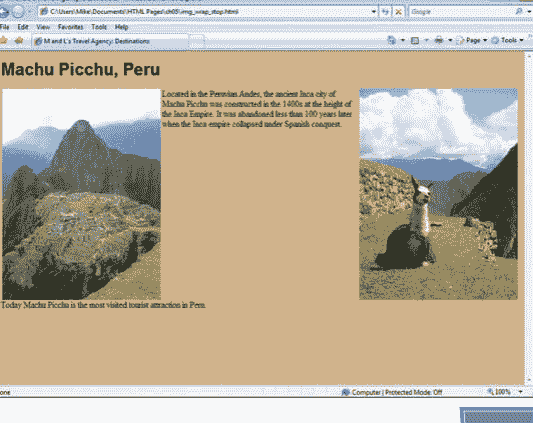 C:\Users\Mike\Documents\HTML Pages\ch05\img_wrap_stop.html
Google
File Edit View Favorites Tools Help
M and L's Travel Agency: Destinations
Page Tools
Machu Picchu, Peru
Located in the Peruvian Andes, the ancient Inca city of
Machu Picchu was constructed in the 1400s at the height of
the Inca Empire. It was abandoned less than 100 years later
when the Inca empire collapsed under Spanish conquest.
Today Machu Picchu is the most visited tourist attraction in Peru.
one
Computer | Protected Mode: Off
100%